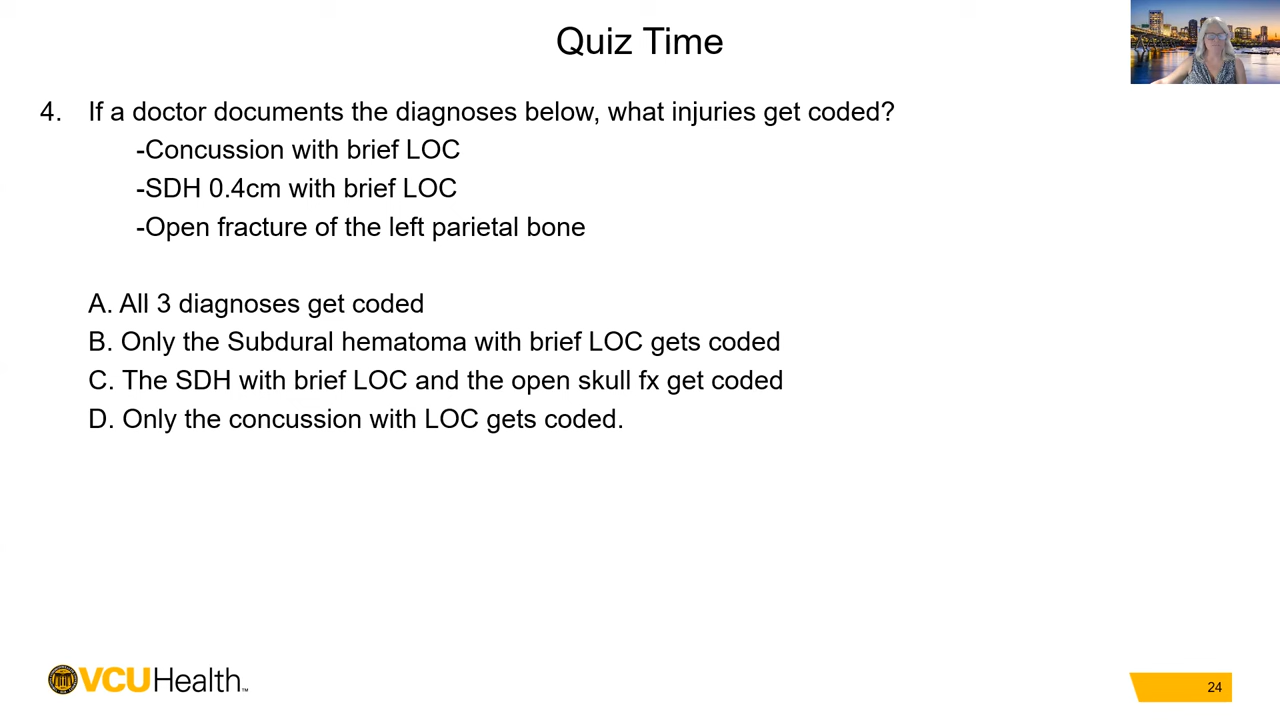 Quiz Time
4. If a doctor documents the diagnoses below, what injuries get coded?
-Concussion with brief LOC
-SDH 0.4cm with brief LOC
-Open fracture of the left parietal bone
A. All 3 diagnoses get coded
B. Only the Subdural hematoma with brief LOC gets coded
C. The SDH with brief LOC and the open skull fx get coded
D. Only the concussion with LOC gets coded.
VCUHealth™
24